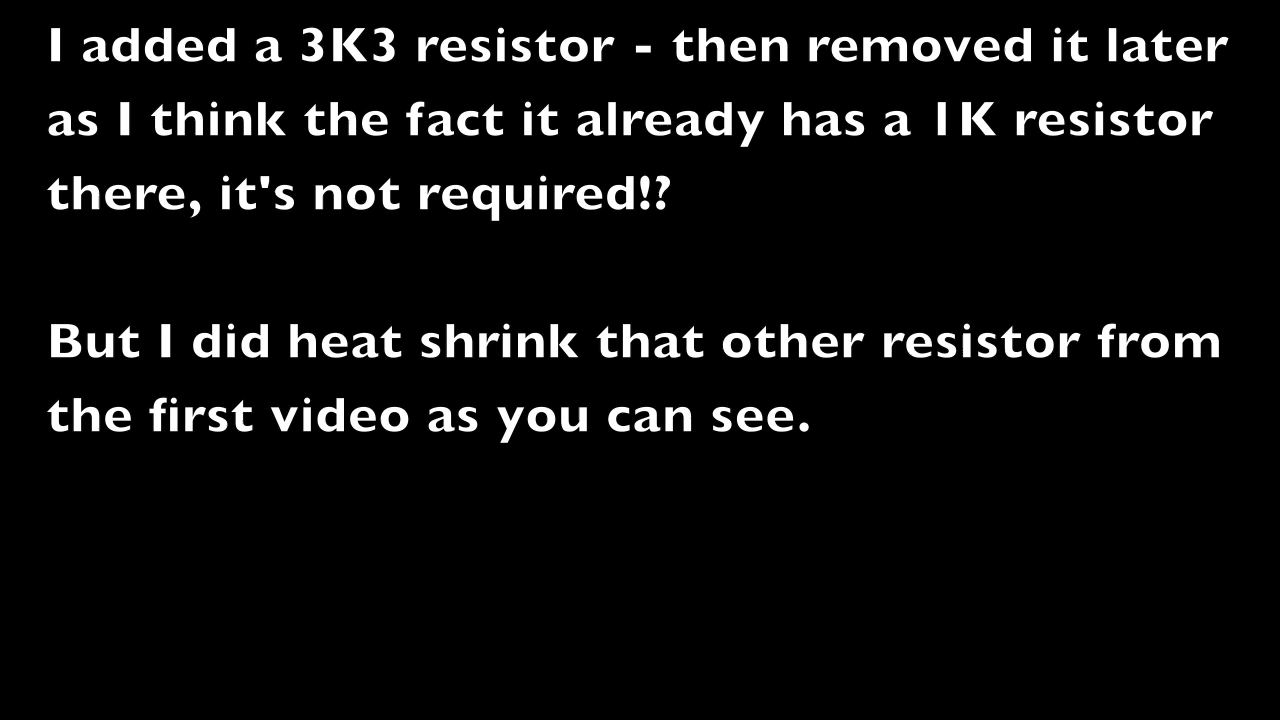 I added a 3K3 resistor - then removed it later
as I think the fact it already has a 1K resistor
there, it's not required!?
But I did heat shrink that other resistor from
the first video as you can see.